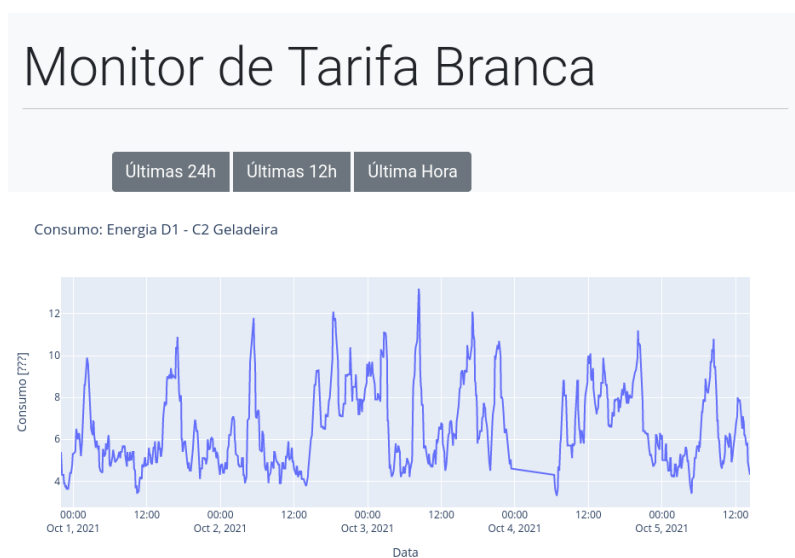 Monitor de Tarifa Branca
Últimas 24h Últimas 12h Última Hora
Consumo: Energia D1 - C2 Geladeira
Consumo [???]
12
10
8
6
4
00:00 12:00 00:00 12:00 00:00 12:00 00:00 12:00 00:00 12:00
Oct 1, 2021 Oct 2, 2021 Oct 3, 2021 Oct 4, 2021 Oct 5, 2021
Data